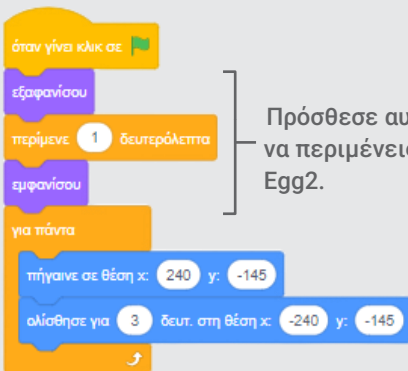 όταν γίνει κλικ σε
εξαφανίσου
περίμενε 1 δευτερόλεπτα
εμφανίσου
για πάντα
πήγαινε σε θέση x: 240 y: -145
ολίσθησε για 3 δευτ. στη θέση x: -240 y: -145
Πρόσθεσε
να περιμένει
Egg2.